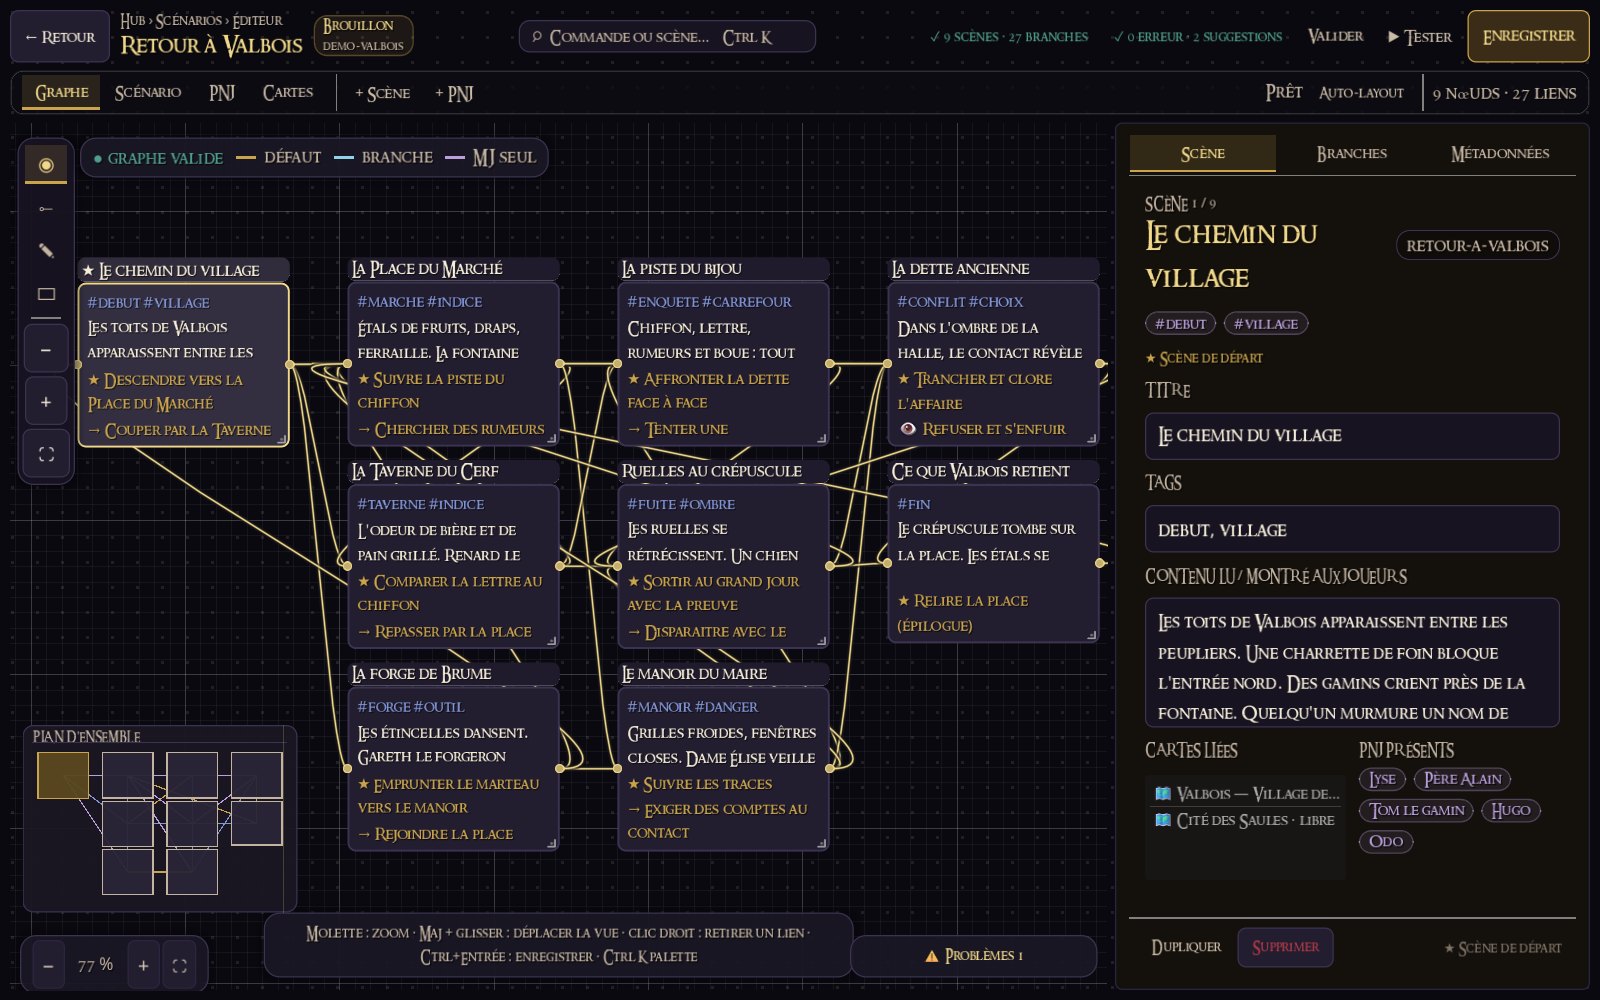 ← Retour
Hub › Scénarios › Éditeur
Retour à Valbois
Brouillon
demo-valbois
Commande ou scène... Ctrl K
✓ 9 scènes · 27 branches
✓ 0 erreur · 2 suggestions
Valider
▶ Tester
Enregistrer
Graphe
Scénario
PNJ
Cartes
+ Scène
+ PNJ
Prêt
Auto-layout
9 Nœuds · 27 liens
● Graphe valide
défaut
branche
MJ seul
★ Le chemin du village
#debut #village
Les toits de Valbois
apparaissent entre les
★ Descendre vers la
Place du Marché
→ Couper par la Taverne
La Place du Marché
#marche #indice
Étals de fruits, draps,
ferraille. La fontaine
★ Suivre la piste du
chiffon
→ Chercher des rumeurs
La piste du bijou
#enquete #carrefour
Chiffon, lettre,
rumeurs et boue : tout
★ Affronter la dette
face à face
→ Tenter une
La dette ancienne
#conflit #choix
Dans l'ombre de la
halle, le contact révèle
★ Trancher et clore
l'affaire
👁 Refuser et s'enfuir
La Taverne du Cerf
#taverne #indice
L'odeur de bière et de
pain grillé. Renard le
★ Comparer la lettre au
chiffon
→ Repasser par la place
Ruelles au crépuscule
#fuite #ombre
Les ruelles se
rétrécissent. Un chien
★ Sortir au grand jour
avec la preuve
→ Disparaitre avec le
Ce que Valbois retient
#fin
Le crépuscule tombe sur
la place. Les étals se
★ Relire la place
(épilogue)
La forge de Brume
#forge #outil
Les étincelles dansent.
Gareth le forgeron
★ Emprunter le marteau
vers le manoir
→ Rejoindre la place
Le manoir du maire
#manoir #danger
Grilles froides, fenêtres
closes. Dame Élise veille
★ Suivre les traces
→ Exiger des comptes au
contact
Plan d'ensemble
− 77 % +
Molette : zoom · Maj + glisser : déplacer la vue · clic droit : retirer un lien ·
Ctrl+Entrée : enregistrer · Ctrl K palette
⚠ Problèmes 1
Scène
Branches
Métadonnées
Scène 1 / 9
Le chemin du
village
retour-a-valbois
#debut
#village
★ Scène de départ
Titre
Le chemin du village
Tags
debut, village
Contenu lu / montré aux joueurs
Les toits de Valbois apparaissent entre les
peupliers. Une charrette de foin bloque
l'entrée nord. Des gamins crient près de la
fontaine. Quelqu'un murmure un nom de
Cartes liées
Valbois — Village de...
Cité des Saules · libre
PNJ présents
Lyse
Père Alain
Tom le gamin
Hugo
Odo
Dupliquer
Supprimer
★ Scène de départ